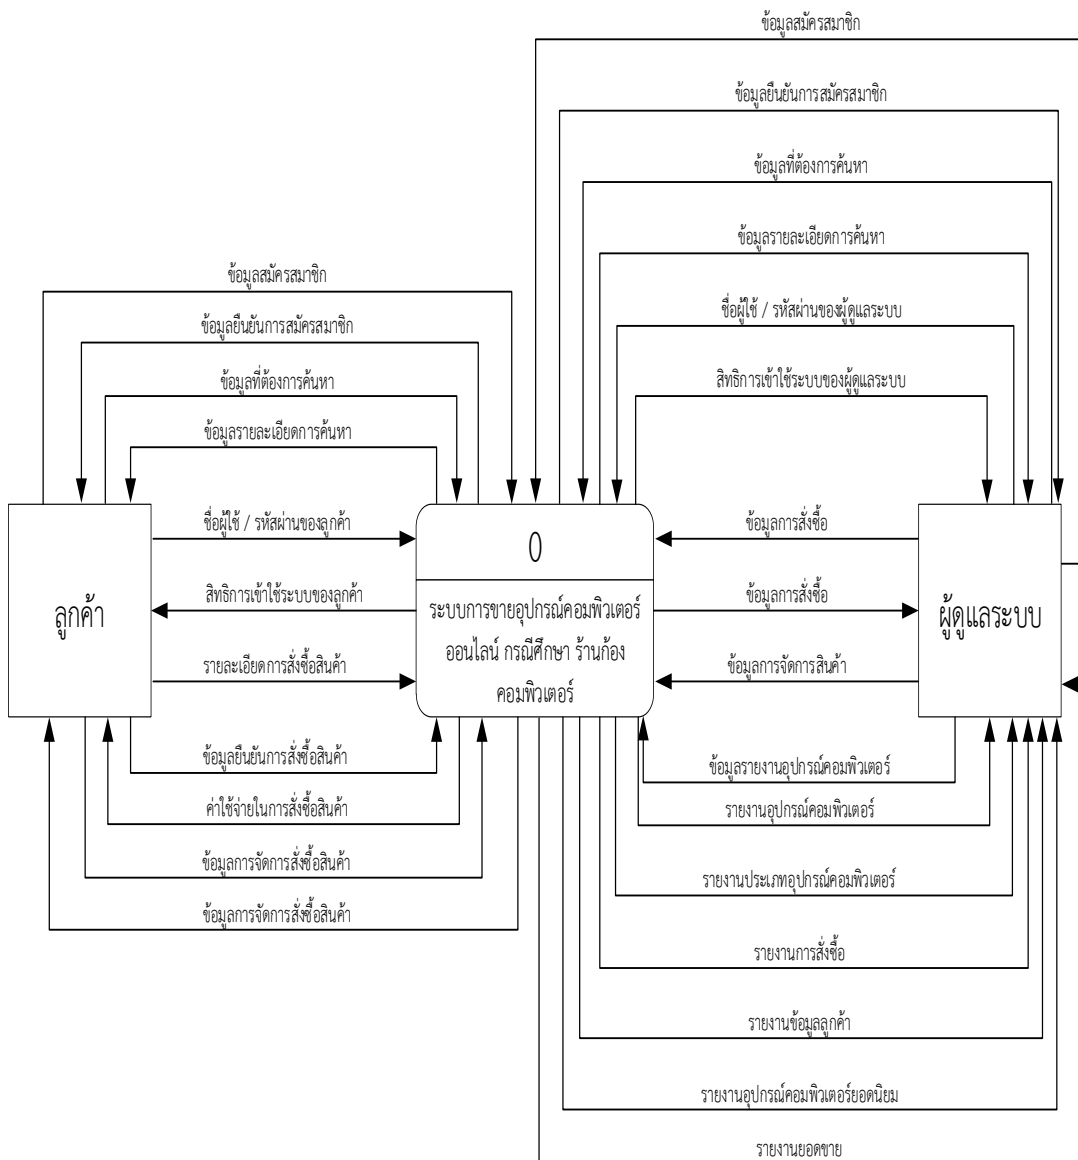 ข้อมูลสมัครสมาชิก
ข้อมูลยืนยันการสมัครสมาชิก
ข้อมูลที่ต้องการค้นหา
ข้อมูลรายละเอียดการค้นหา
ข้อมูลสมัครสมาชิก
ชื่อผู้ใช้ / รหัสผ่านของผู้ดูแลระบบ
ข้อมูลยืนยันการสมัครสมาชิก
สิทธิการเข้าใช้ระบบของผู้ดูแลระบบ
ข้อมูลที่ต้องการค้นหา
ข้อมูลรายละเอียดการค้นหา
ชื่อผู้ใช้ / รหัสผ่านของลูกค้า
ข้อมูลการสั่งซื้อ
0
สิทธิการเข้าใช้ระบบของลูกค้า
ข้อมูลการสั่งซื้อ
ลูกค้า
ระบบการขายอุปกรณ์คอมพิวเตอร์
ออนไลน์ กรณีศึกษา ร้านก้อง
คอมพิวเตอร์
ผู้ดูแลระบบ
รายละเอียดการสั่งซื้อสินค้า
ข้อมูลการจัดการสินค้า
ข้อมูลยืนยันการสั่งซื้อสินค้า
ข้อมูลรายงานอุปกรณ์คอมพิวเตอร์
ค่าใช้จ่ายในการสั่งซื้อสินค้า
รายงานอุปกรณ์คอมพิวเตอร์
ข้อมูลการจัดการสั่งซื้อสินค้า
รายงานประเภทอุปกรณ์คอมพิวเตอร์
ข้อมูลการจัดการสั่งซื้อสินค้า
รายงานการสั่งซื้อ
รายงานข้อมูลลูกค้า
รายงานอุปกรณ์คอมพิวเตอร์ยอดนิยม
รายงานยอดขาย